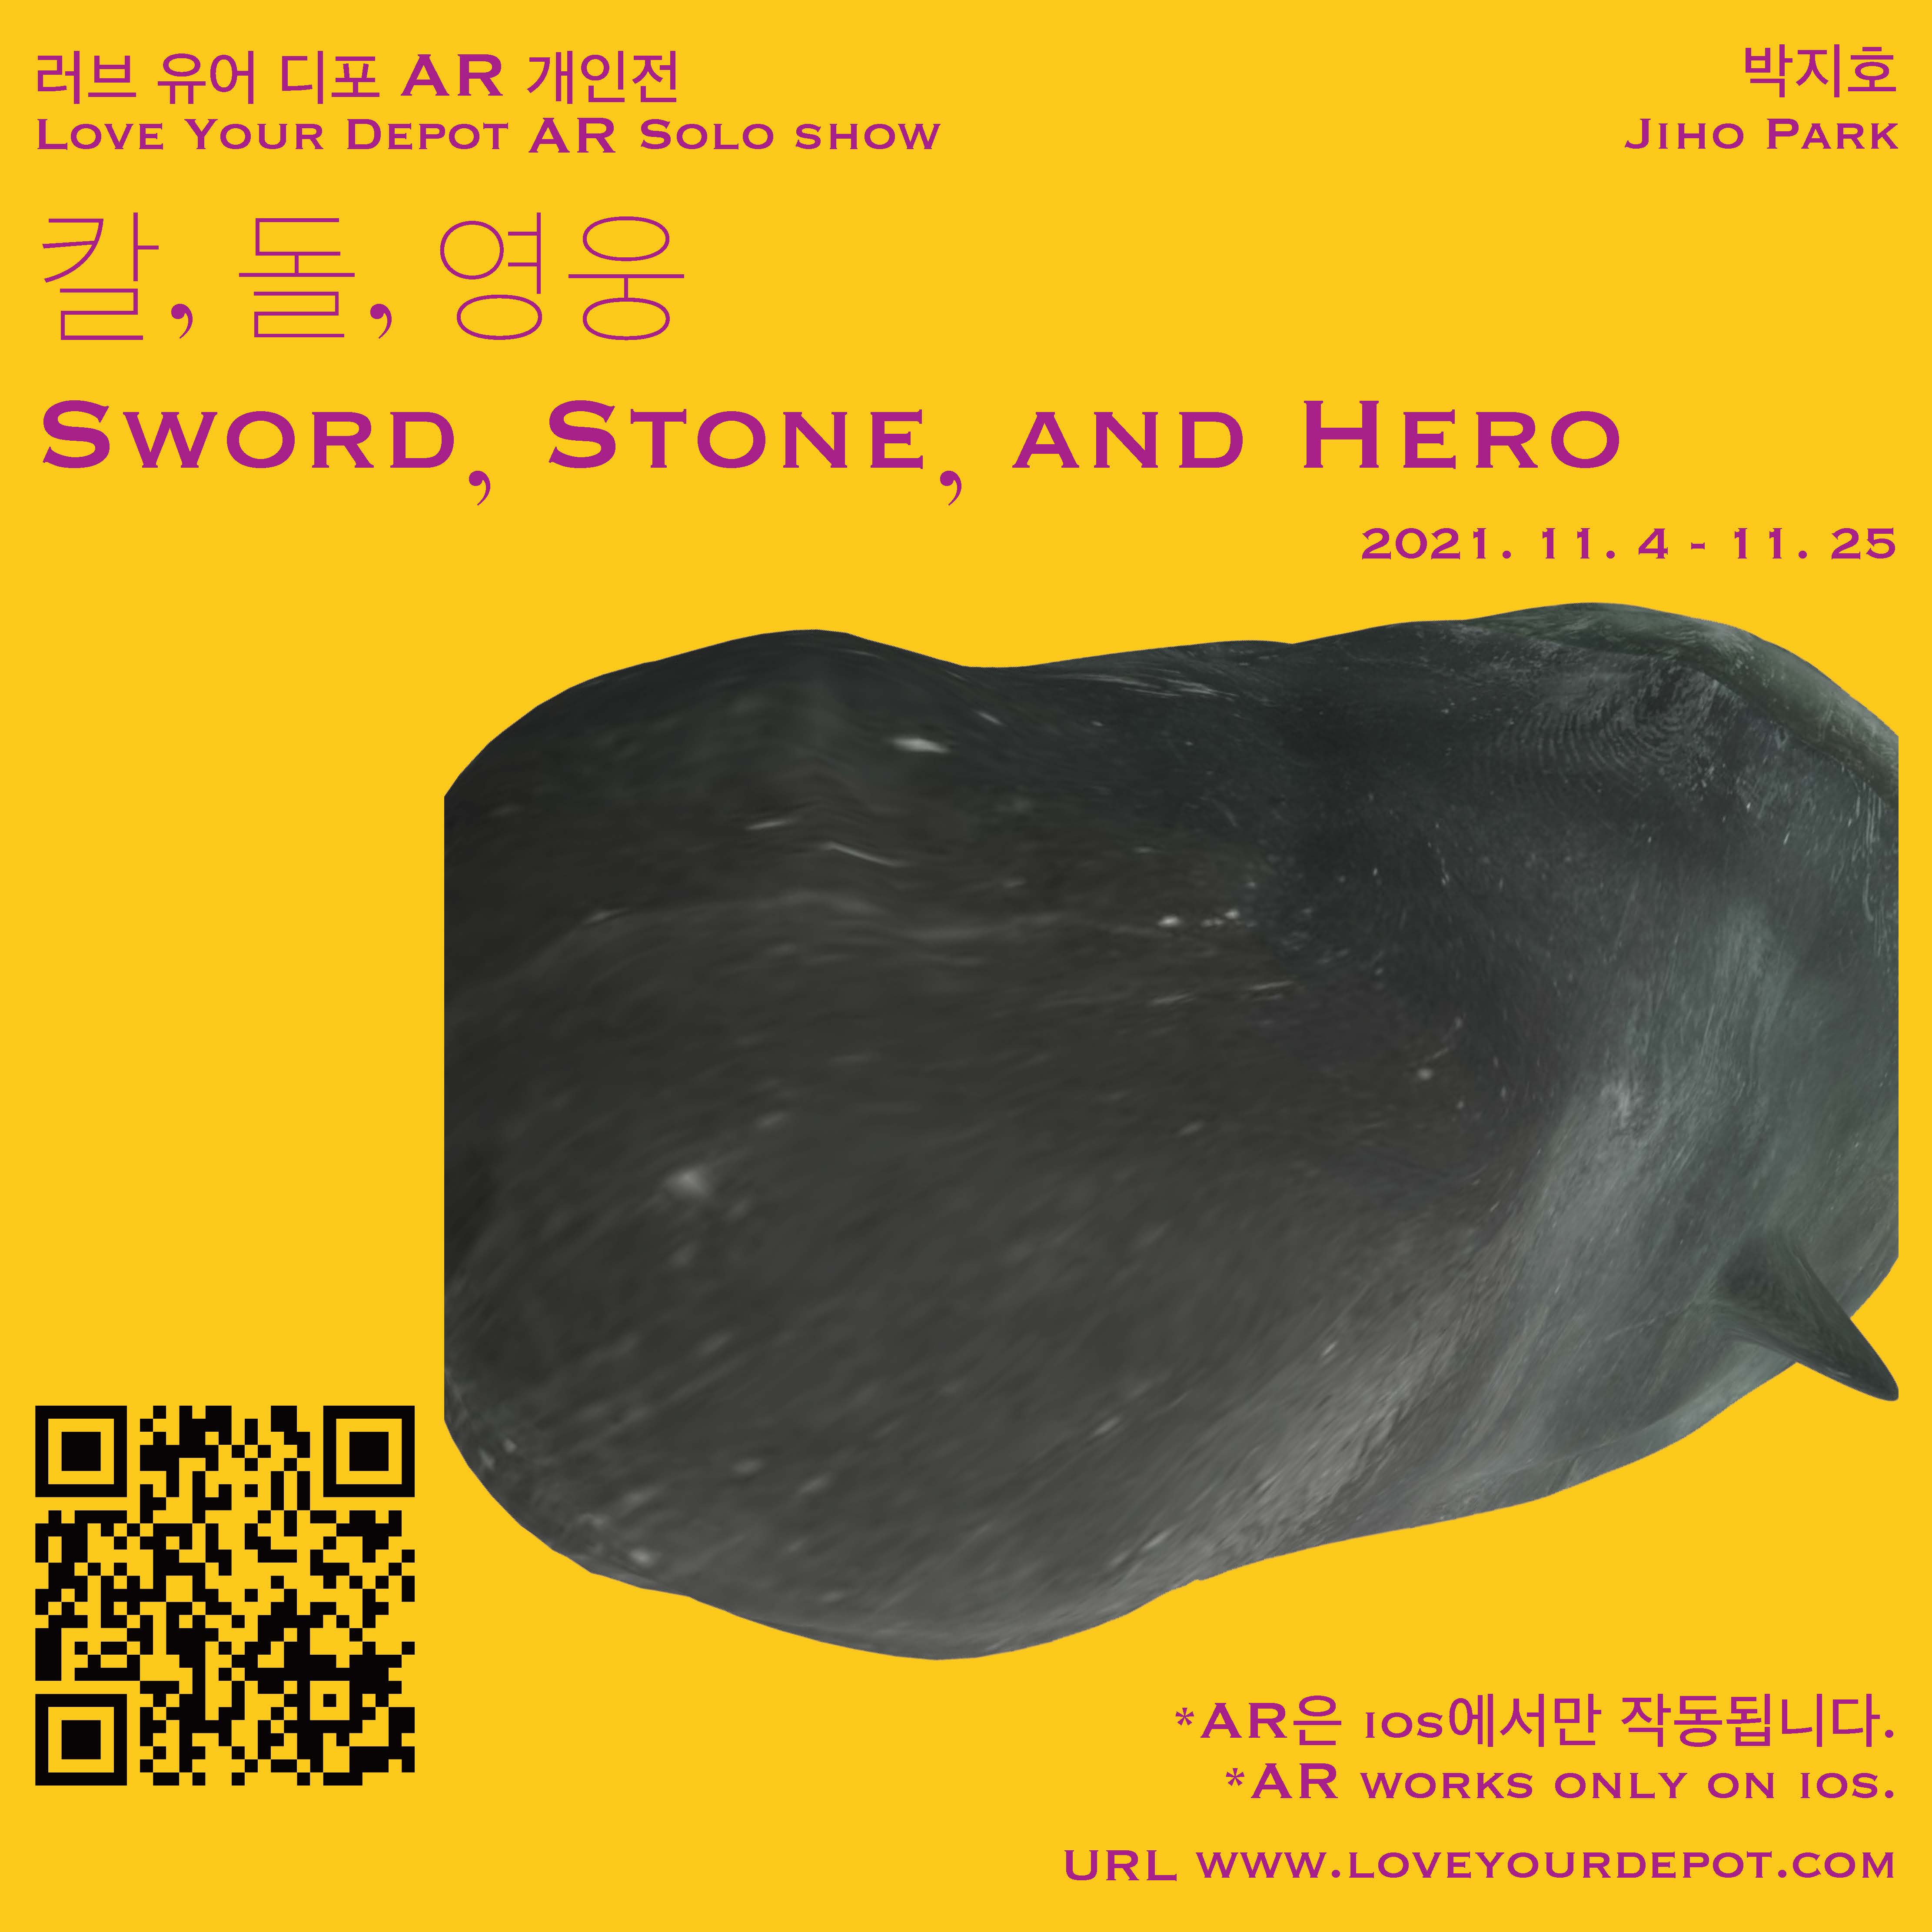 러브 유어 디포 AR 개인전
Love Your Depot AR Solo show
박지호
Jiho Park
칼, 돌, 영웅
Sword, Stone, and Hero
2021. 11. 4 - 11. 25
*AR은 ios에서만 작동됩니다.
*AR works only on ios.
URL www.loveyourdepot.com